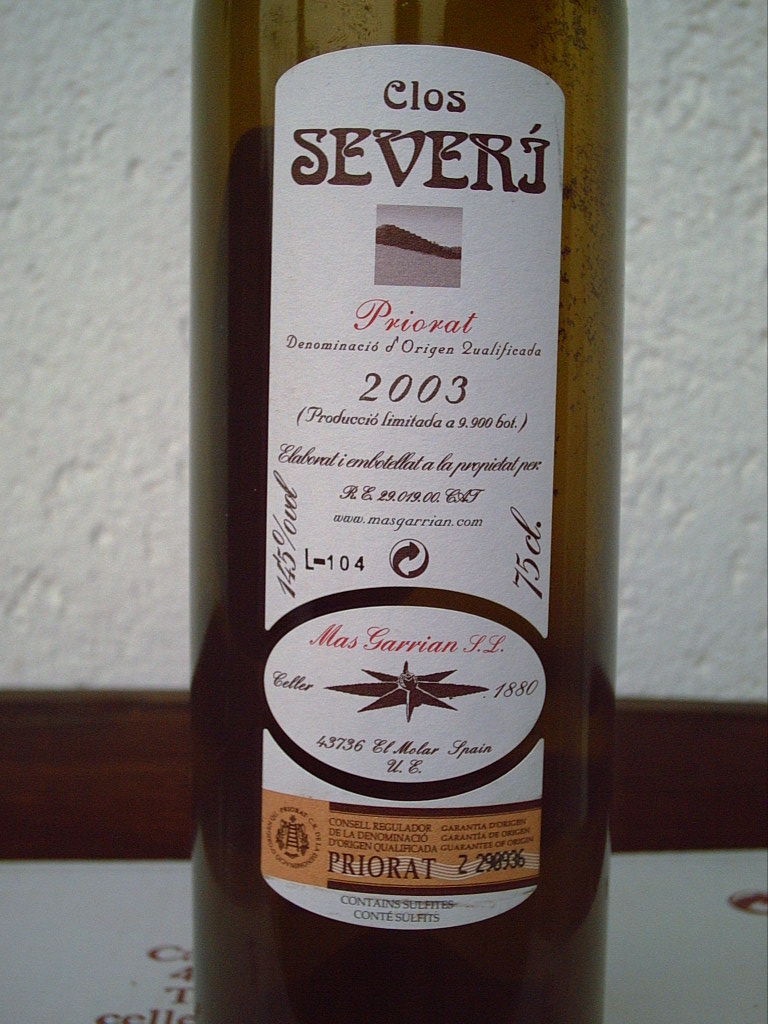 Clos
SEVERÍ
Priorat
Denominació d'Origen Qualificada
2003
(Producció limitada a 9.900 bot.)
Elaborat i embotellat a la propietat per:
R.E. 29.019.00. CAT
www.masgarrian.com
14'5%vol
L-104
75 cl.
Mas Garrian S.L.
Celler
1880
43736 El Molar Spain
U.E.
CONSELL REGULADOR
DE LA DENOMINACIÓ
D'ORIGEN QUALIFICADA
PRIORAT
GARANTIA D'ORIGEN
GARANTÍA DE ORIGEN
GUARANTEE OF ORIGIN
CONTAINS SULFITES
CONTÉ SULFITS